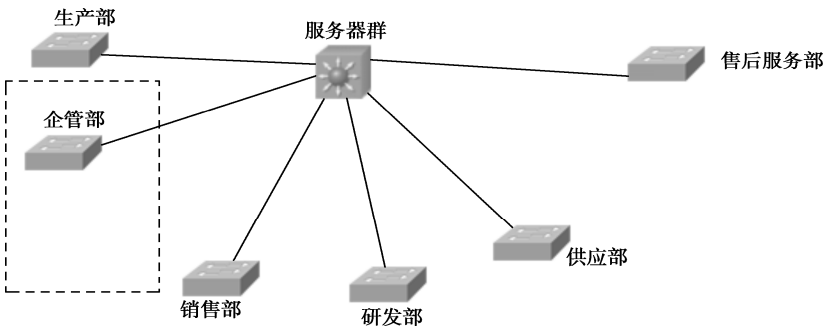 生产部
服务器群
售后服务部
企管部
供应部
销售部
研发部